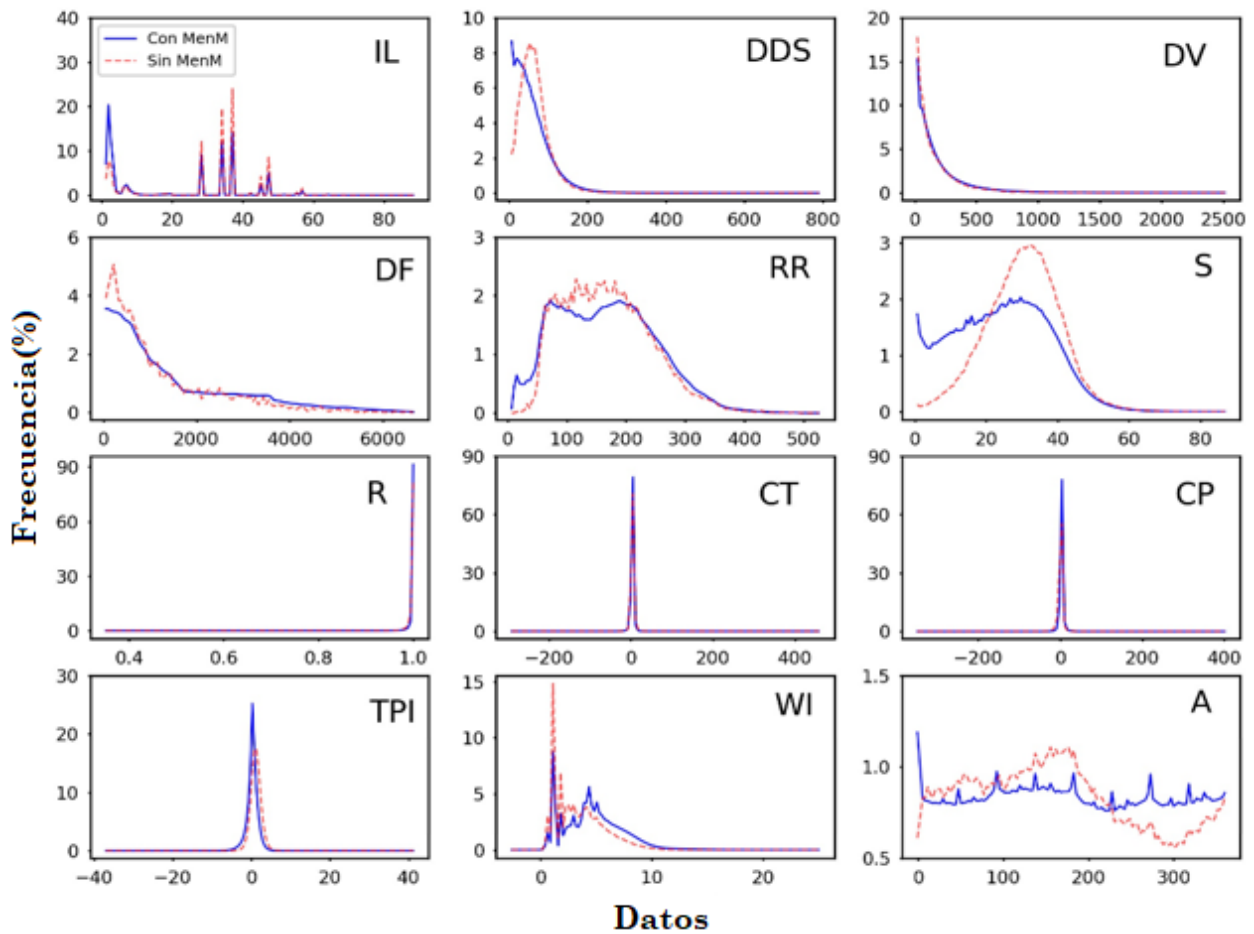 40
30
20
10
0
Con MenM
Sin MenM
IL
0 20 40 60 80
10
8
6
4
2
0
DDS
0 200 400 600 800
20
15
10
5
0
DV
0 500 1000 1500 2000 2500
6
4
2
0
DF
0 2000 4000 6000
3
2
1
0
RR
0 100 200 300 400 500
3
2
1
0
S
0 20 40 60 80
90
60
30
0
R
0.4 0.6 0.8 1.0
90
60
30
0
CT
−200 0 200 400
90
60
30
0
CP
−200 0 200 400
30
20
10
0
TPI
−40 −20 0 20 40
15
10
5
0
WI
0 10 20
1.5
1.0
0.5
A
0 100 200 300
Frecuencia(%)
Datos